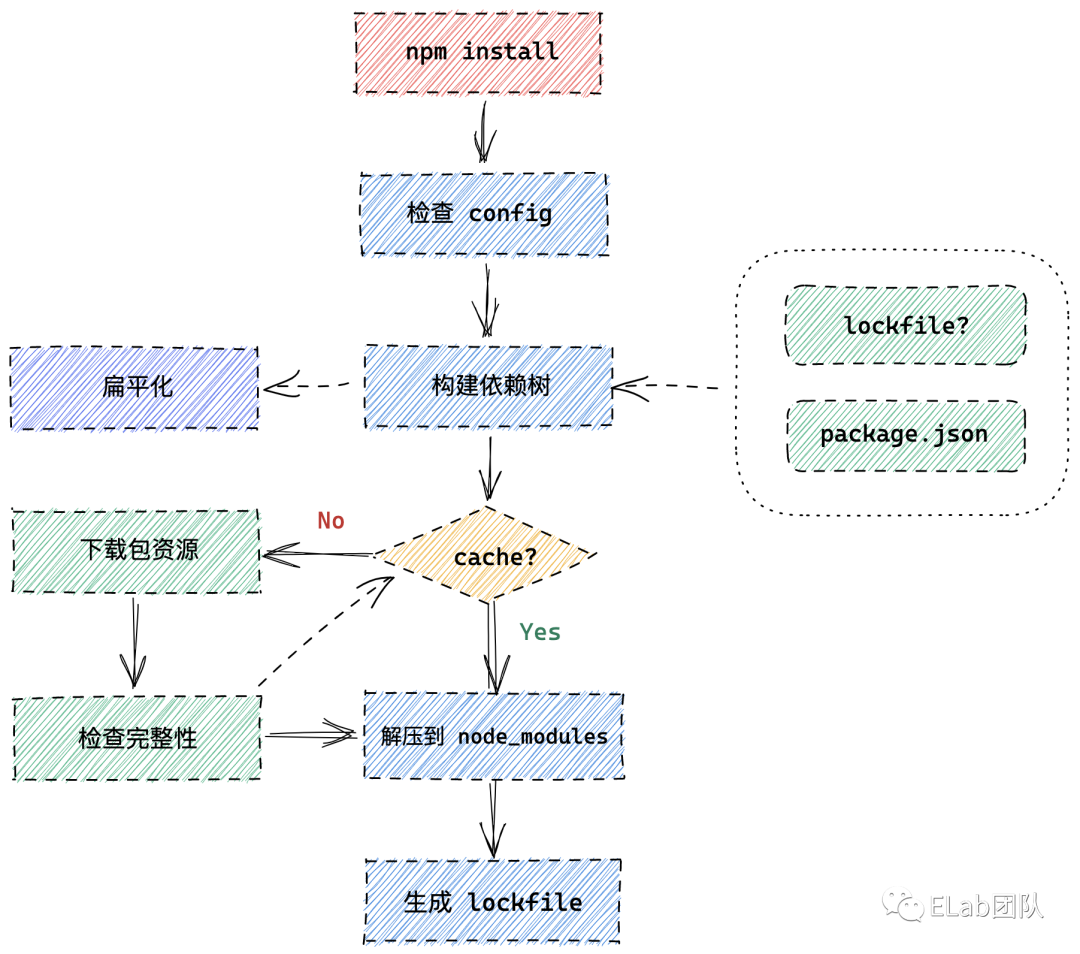 npm install
检查 config
lockfile?
扁平化
构建依赖树
package.json
No
下载包资源
cache?
Yes
检查完整性
解压到 node_modules
生成 lockfile
ELab团队